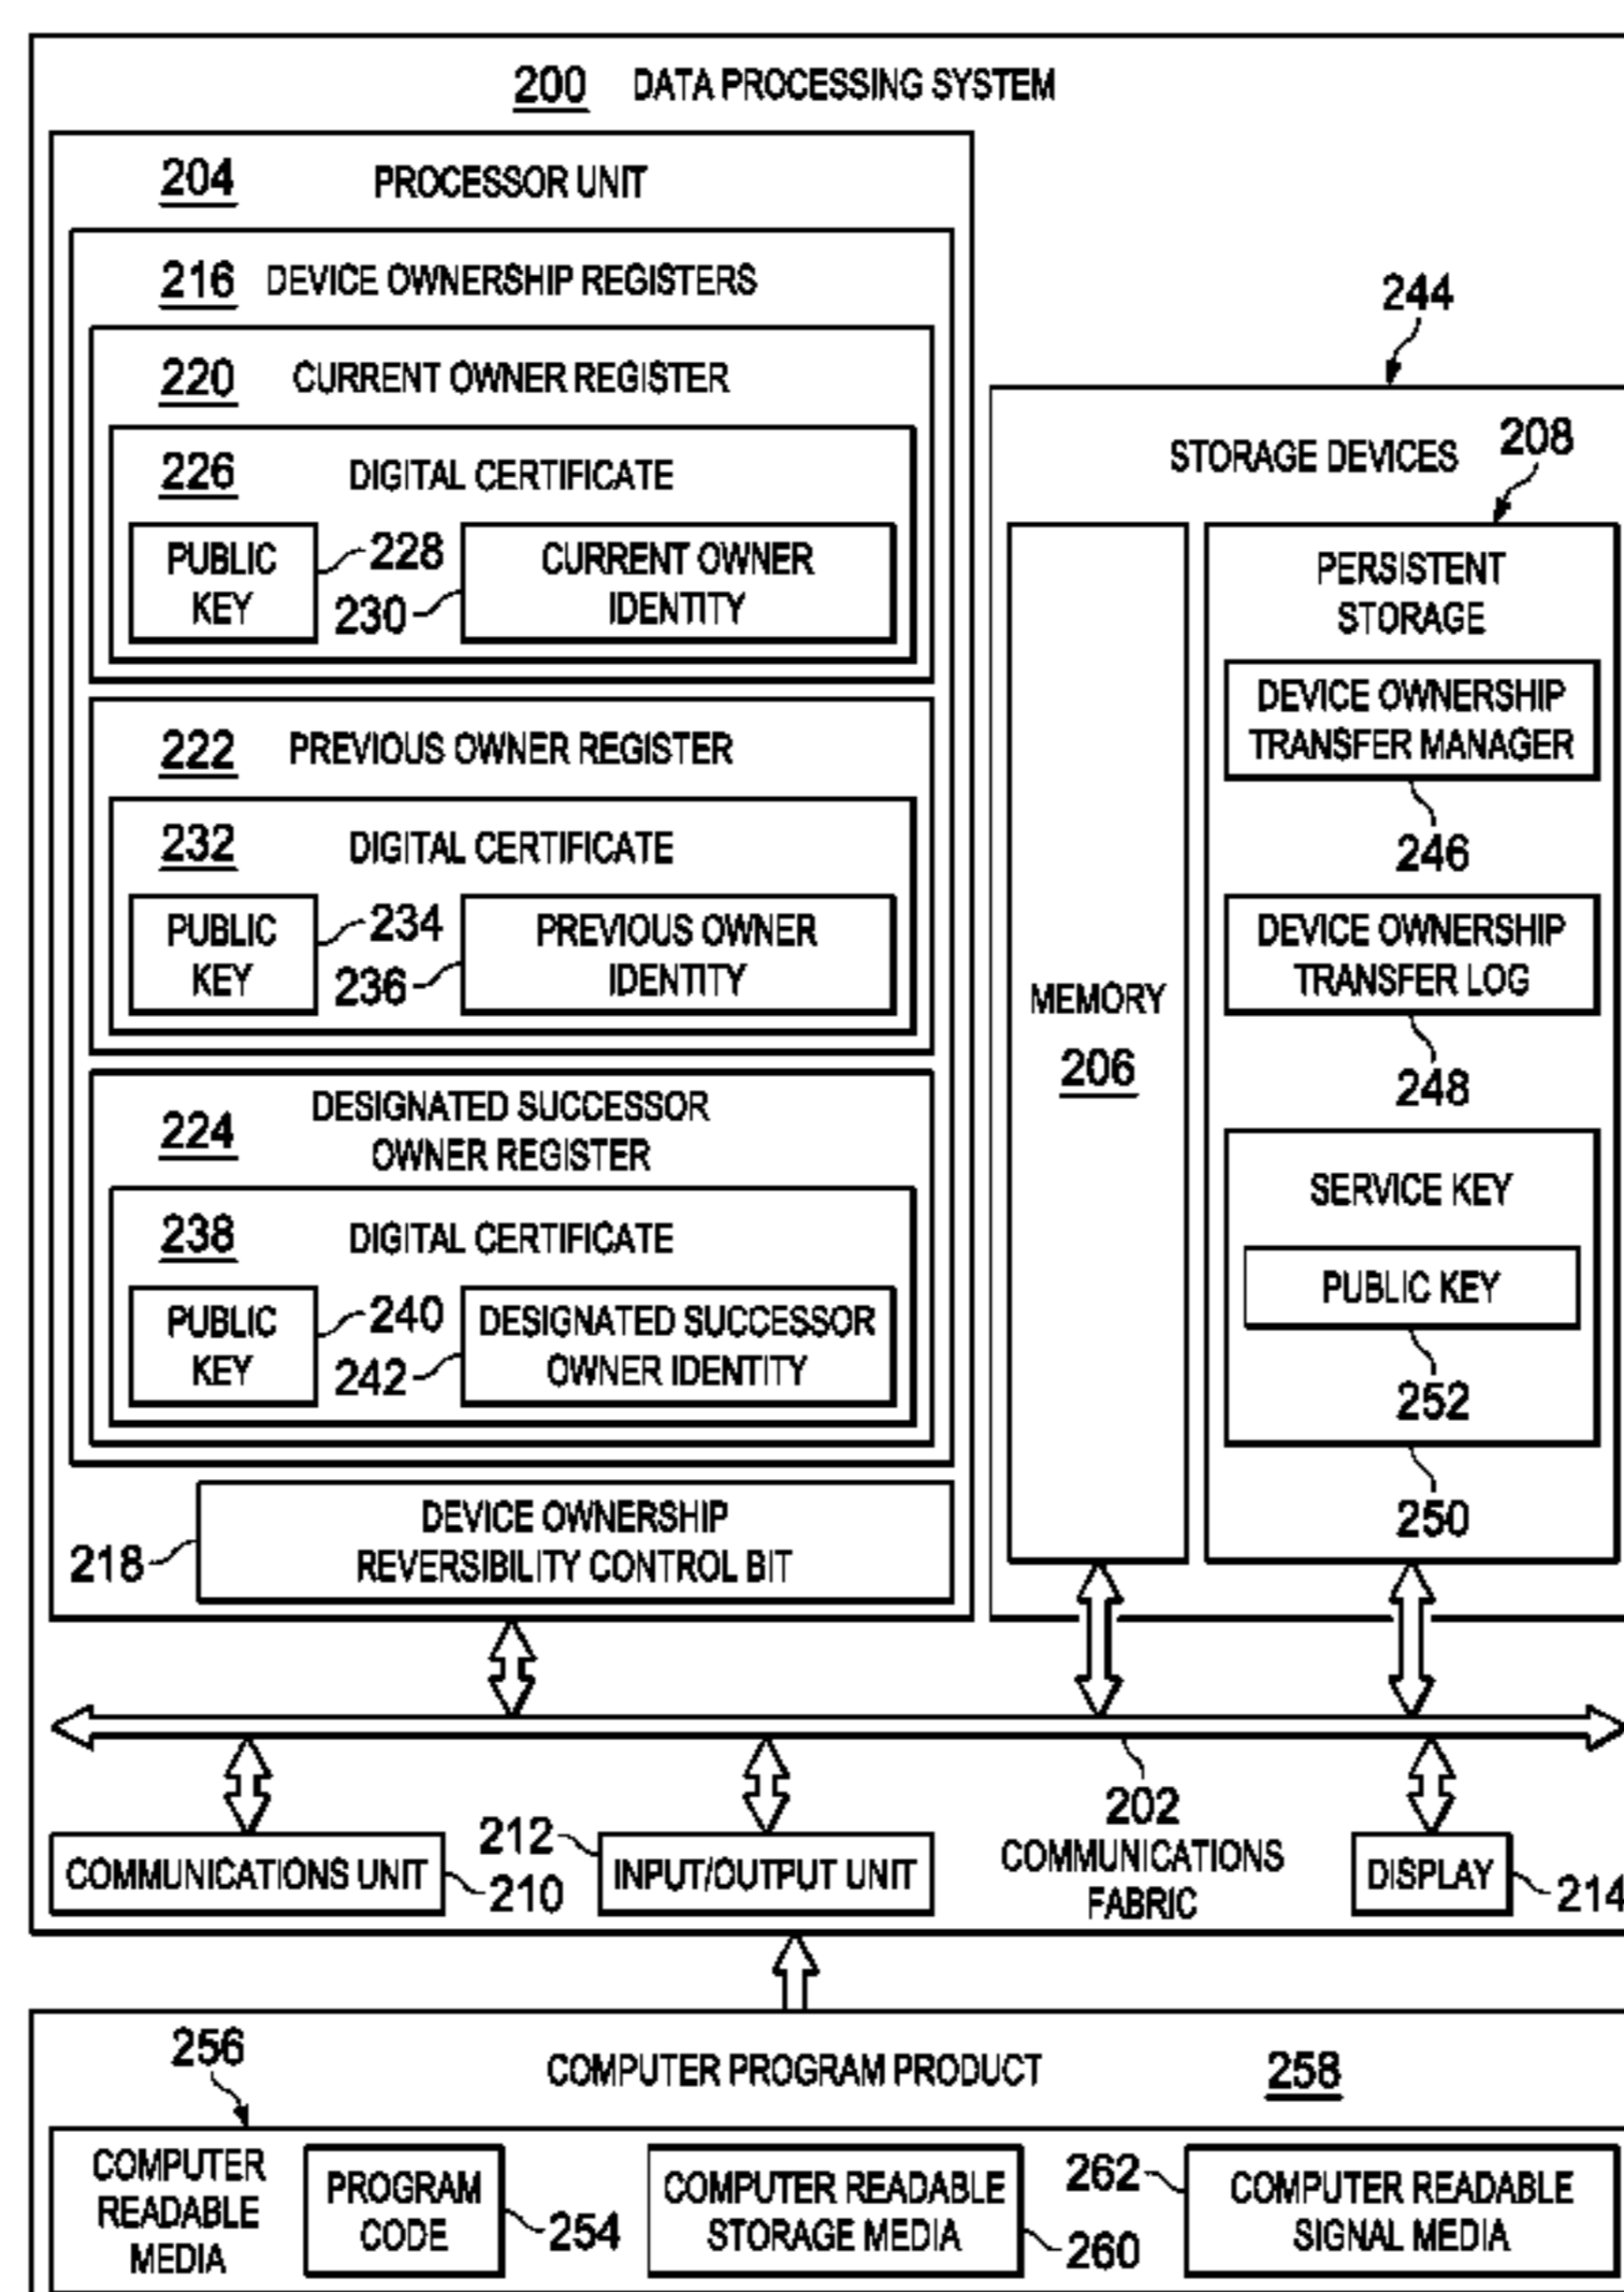 200 DATA PROCESSING SYSTEM
204 PROCESSOR UNIT
216 DEVICE OWNERSHIP REGISTERS
220 CURRENT OWNER REGISTER
226 DIGITAL CERTIFICATE
PUBLIC
KEY
228
230
CURRENT OWNER
IDENTITY
222 PREVIOUS OWNER REGISTER
232 DIGITAL CERTIFICATE
PUBLIC
KEY
234
236
PREVIOUS OWNER
IDENTITY
224
DESIGNATED SUCCESSOR
OWNER REGISTER
238 DIGITAL CERTIFICATE
PUBLIC
KEY
240
242
DESIGNATED SUCCESSOR
OWNER IDENTITY
218
DEVICE OWNERSHIP
REVERSIBILITY CONTROL BIT
244
STORAGE DEVICES
208
MEMORY
206
PERSISTENT
STORAGE
DEVICE OWNERSHIP
TRANSFER MANAGER
246
DEVICE OWNERSHIP
TRANSFER LOG
248
SERVICE KEY
PUBLIC KEY
252
250
COMMUNICATIONS UNIT
210
212
INPUT/OUTPUT UNIT
202
COMMUNICATIONS
FABRIC
DISPLAY
214
256
COMPUTER PROGRAM PRODUCT 258
COMPUTER
READABLE
MEDIA
PROGRAM
CODE
254
COMPUTER READABLE
STORAGE MEDIA
260
262
COMPUTER READABLE
SIGNAL MEDIA